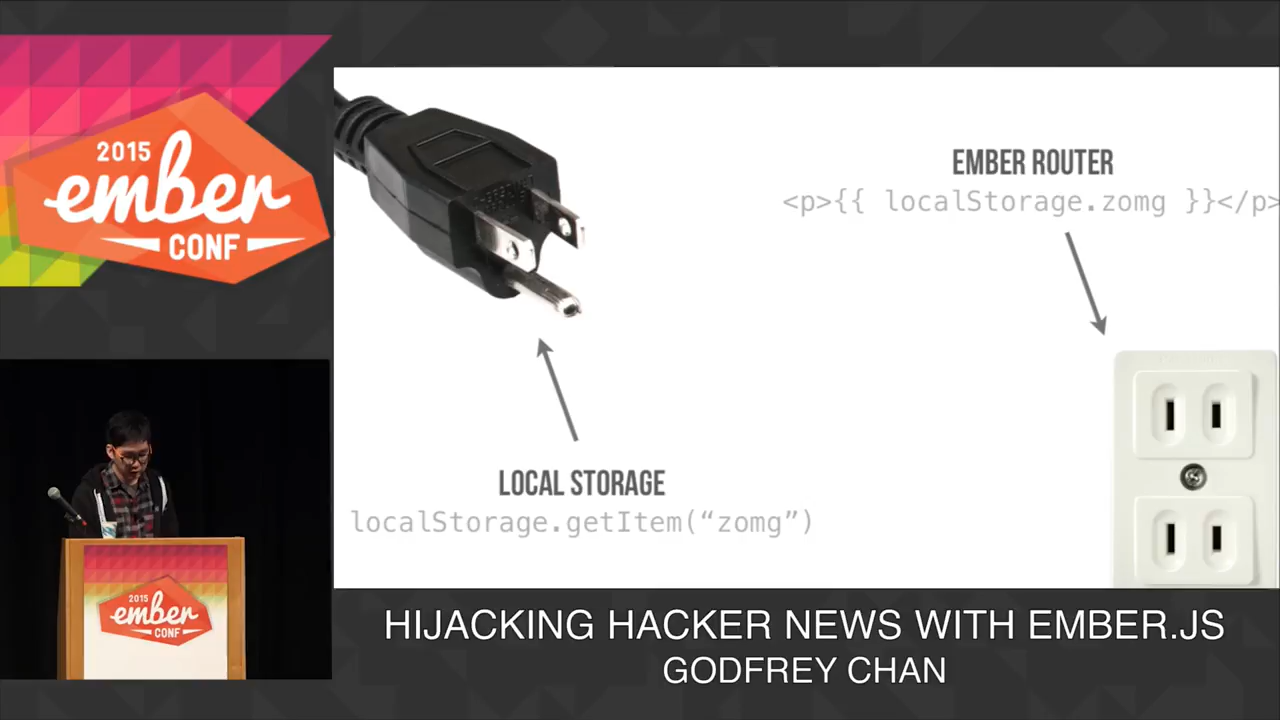 2015
ember
CONF
EMBER ROUTER
<p>{{ localStorage.zomg }}</p>
LOCAL STORAGE
localStorage.getItem(“zomg”)
2015
ember
CONF
HIJACKING HACKER NEWS WITH EMBER.JS
GODFREY CHAN